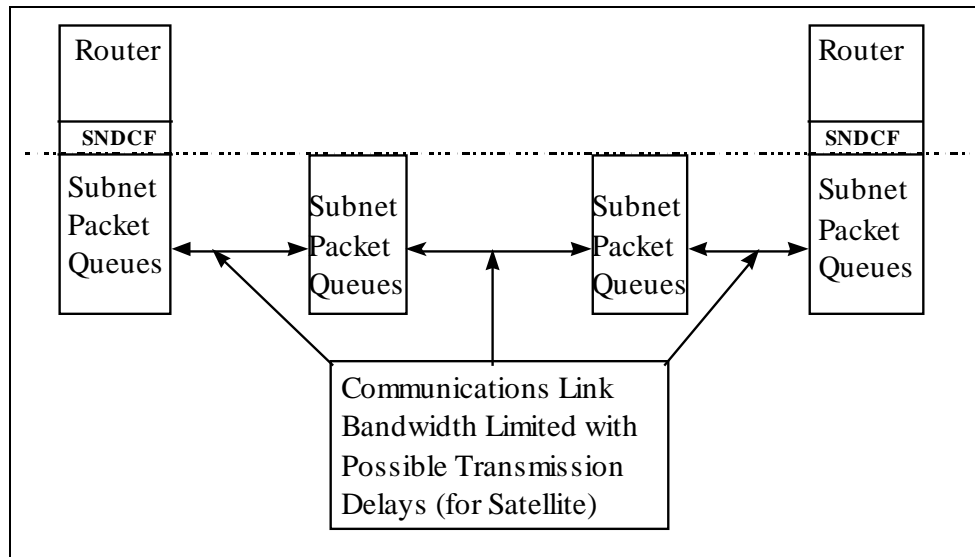 Router
SNDCF
Subnet
Packet
Queues
Subnet
Packet
Queues
Subnet
Packet
Queues
Router
SNDCF
Subnet
Packet
Queues
Communications Link
Bandwidth Limited with
Possible Transmission
Delays (for Satellite)